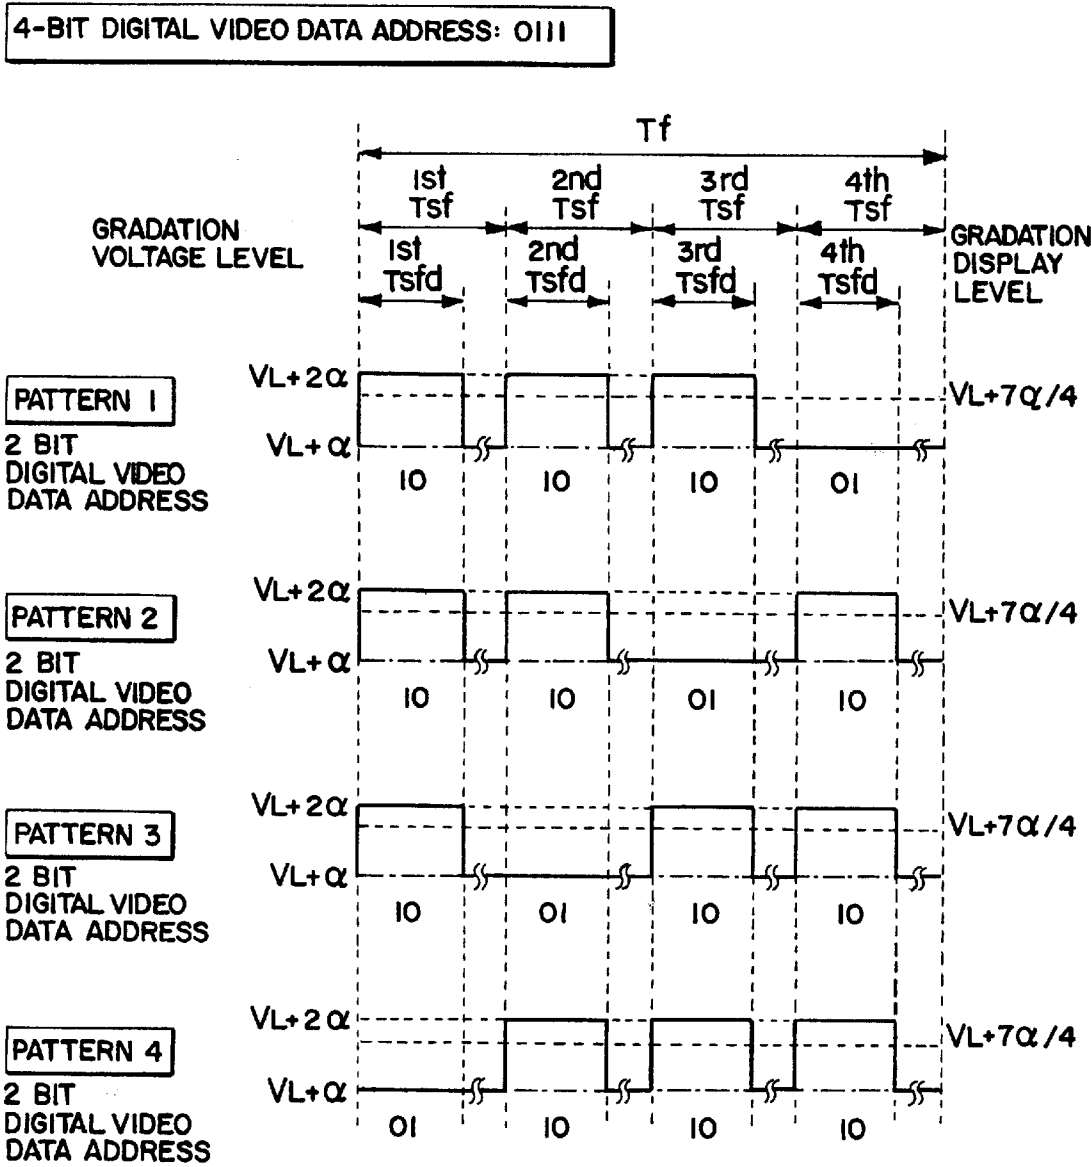 4-BIT DIGITAL VIDEO DATA ADDRESS: 0111
Tf
1st 2nd 3rd 4th
Tsf Tsf Tsf Tsf
GRADATION
VOLTAGE LEVEL
1st 2nd 3rd 4th
Tsfd Tsfd Tsfd Tsfd
GRADATION
DISPLAY
LEVEL
VL+2α
PATTERN 1
VL+7α/4
VL+α
2 BIT
DIGITAL VIDEO
DATA ADDRESS
10 10 10 01
VL+2α
PATTERN 2
VL+7α/4
VL+α
2 BIT
DIGITAL VIDEO
DATA ADDRESS
10 10 01 10
VL+2α
PATTERN 3
VL+7α/4
VL+α
2 BIT
DIGITAL VIDEO
DATA ADDRESS
10 01 10 10
VL+2α
PATTERN 4
VL+7α/4
VL+α
2 BIT
DIGITAL VIDEO
DATA ADDRESS
01 10 10 10